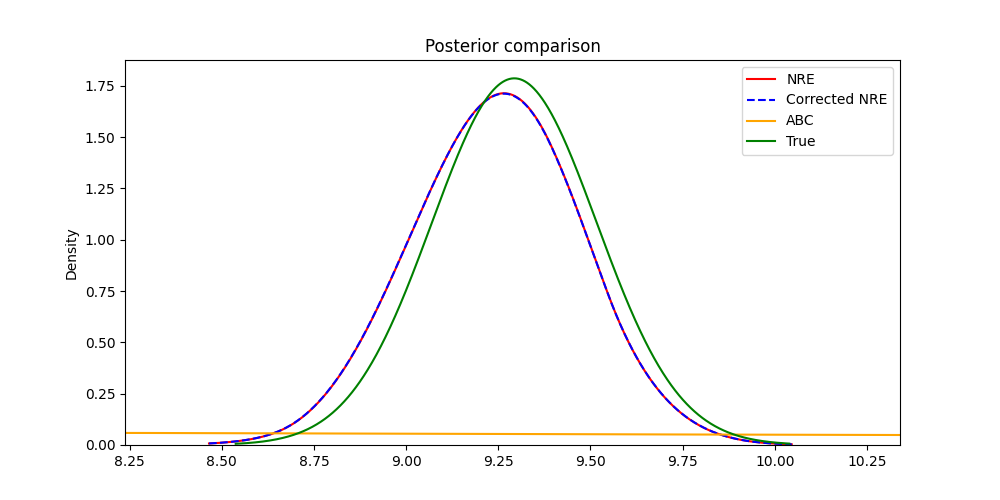 Posterior comparison
NRE
Corrected NRE
ABC
True
Density
1.75
1.50
1.25
1.00
0.75
0.50
0.25
0.00
8.25 8.50 8.75 9.00 9.25 9.50 9.75 10.00 10.25